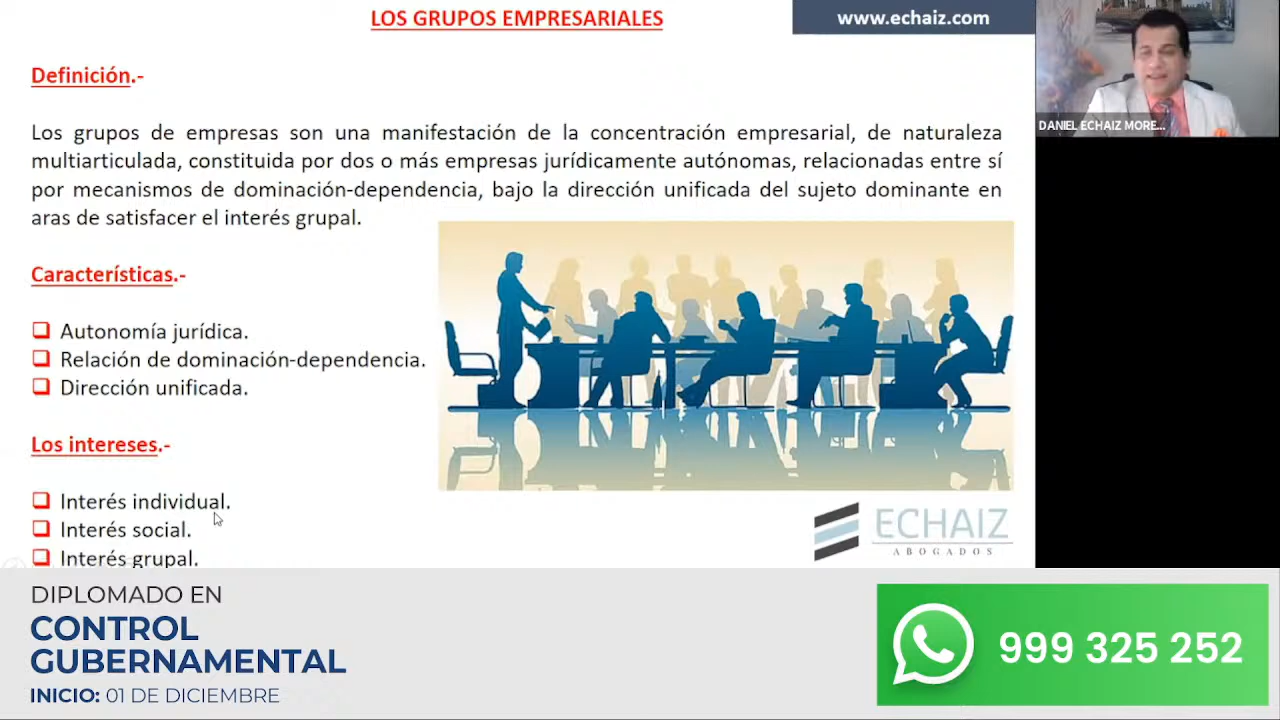 LOS GRUPOS EMPRESARIALES
www.echaiz.com
Definición.-
Los grupos de empresas son una manifestación de la concentración empresarial, de naturaleza
multiarticulada, constituida por dos o más empresas jurídicamente autónomas, relacionadas entre sí
por mecanismos de dominación-dependencia, bajo la dirección unificada del sujeto dominante en
aras de satisfacer el interés grupal.
Características.-
Autonomía jurídica.
Relación de dominación-dependencia.
Dirección unificada.
Los intereses.-
Interés individual.
Interés social.
Interés grupal.
ECHAIZ
ABOGADOS
DANIEL ECHAIZ MORE...
DIPLOMADO EN
CONTROL
GUBERNAMENTAL
INICIO: 01 DE DICIEMBRE
999 325 252